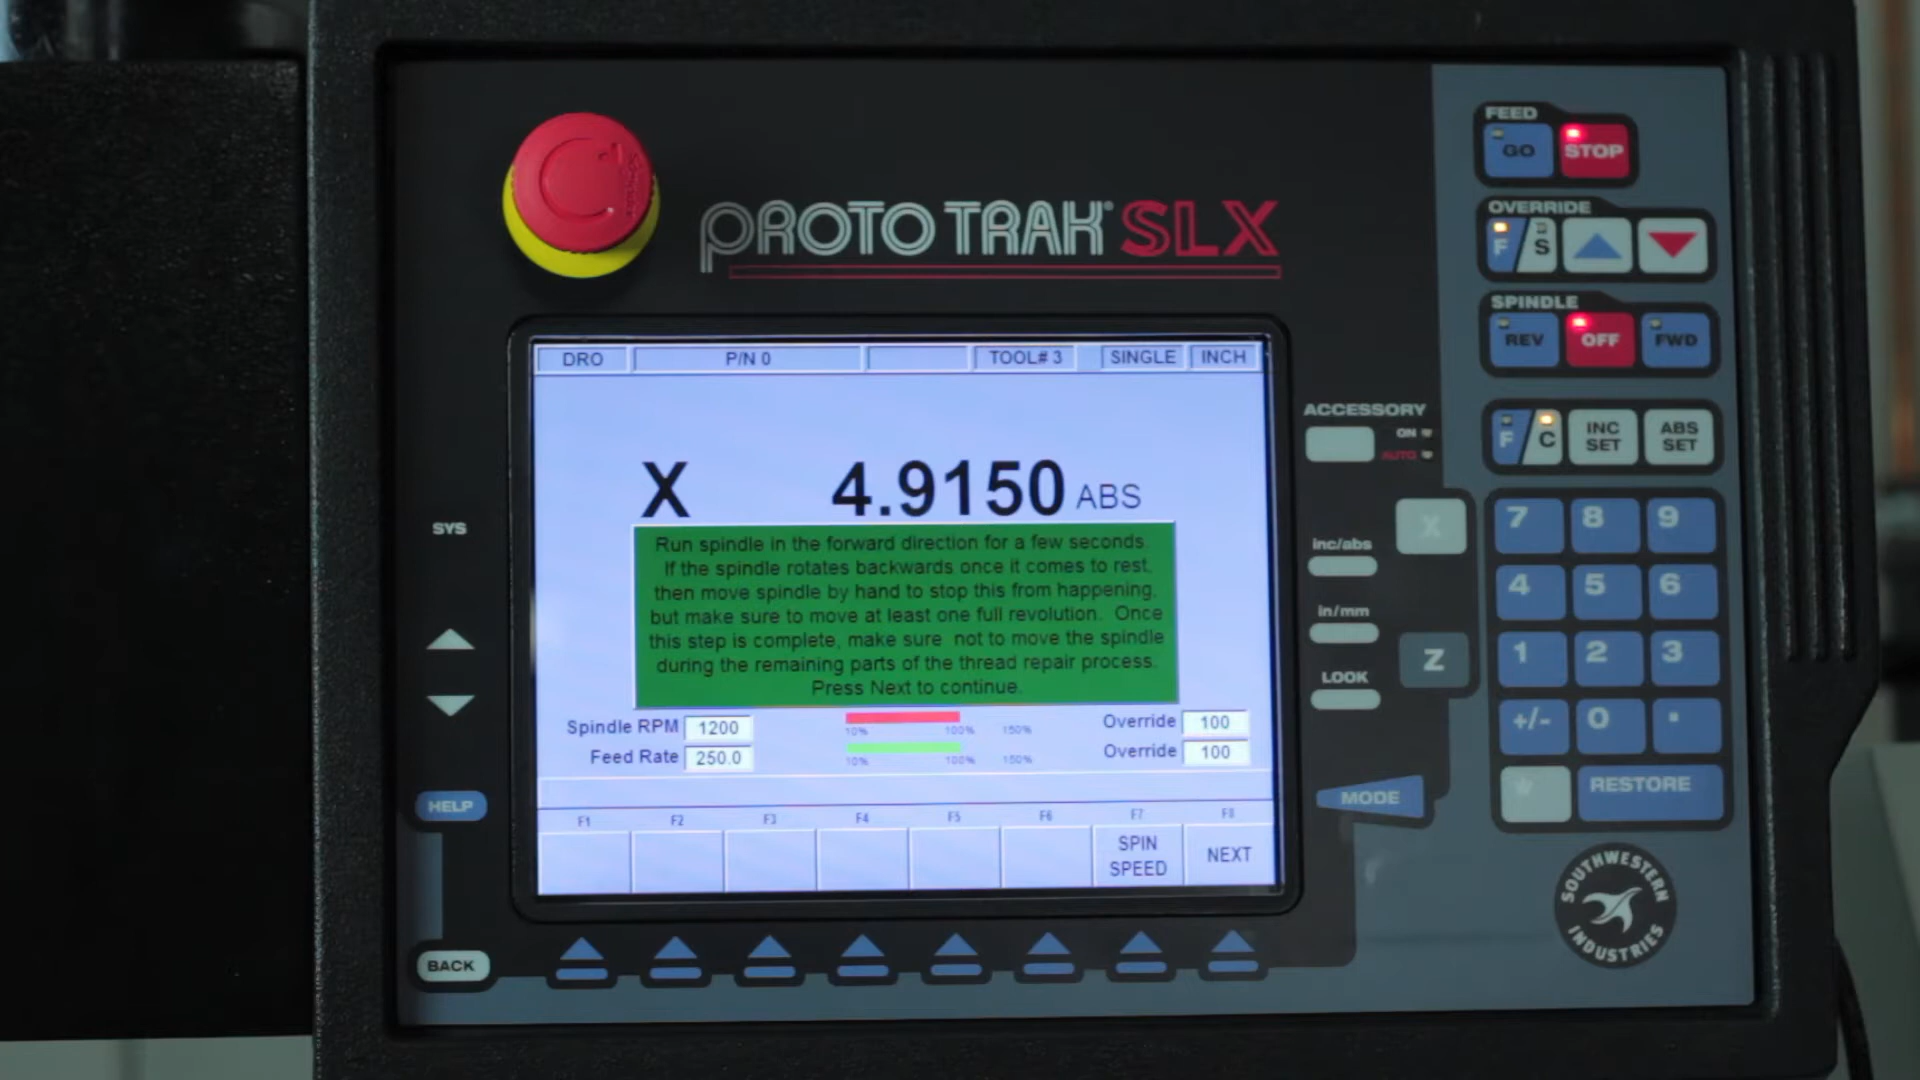 PROTO TRAK® SLX
FEED
GO STOP
OVERRIDE
F S
SPINDLE
REV OFF FWD
F C INC SET ABS SET
ACCESSORY
ON
AUTO
DRO P/N 0 TOOL# 3 SINGLE INCH
X 4.9150 ABS
Run spindle in the forward direction for a few seconds.
If the spindle rotates backwards once it comes to rest,
then move spindle by hand to stop this from happening,
but make sure to move at least one full revolution. Once
this step is complete, make sure not to move the spindle
during the remaining parts of the thread repair process.
Press Next to continue.
Spindle RPM 1200 10% 100% 150% Override 100
Feed Rate 250.0 10% 100% 150% Override 100
F1 F2 F3 F4 F5 F6 F7 F8
SPIN
SPEED
NEXT
SYS
HELP
BACK
inc/abs
in/mm
LOOK
MODE
X
Z
7 8 9
4 5 6
1 2 3
+/- 0 .
* RESTORE
SOUTHWESTERN
INDUSTRIES